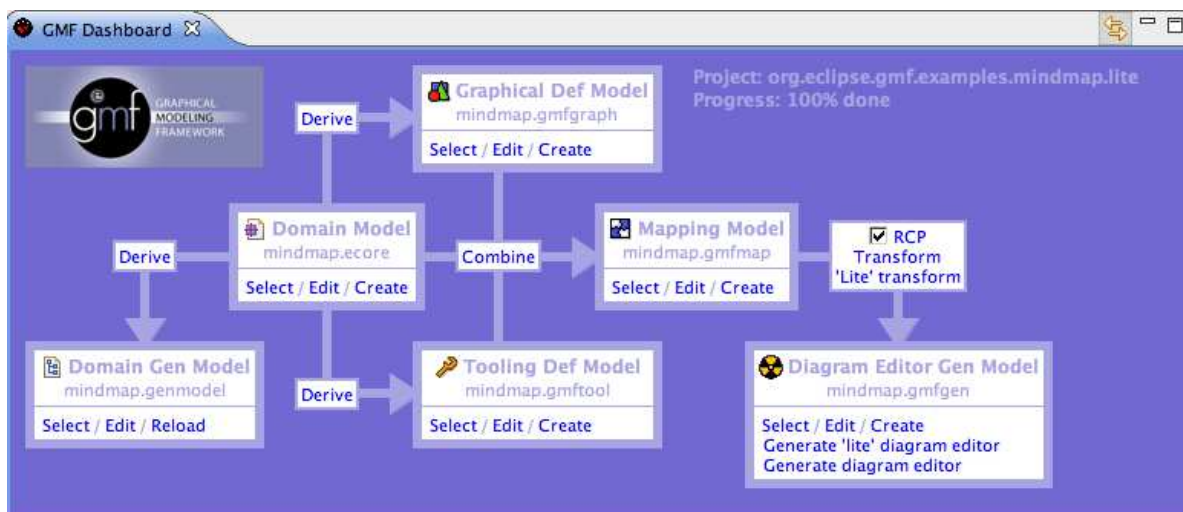 GMF Dashboard
gmf
GRAPHICAL
MODELING
FRAMEWORK
Project: org.eclipse.gmf.examples.mindmap.lite
Progress: 100% done
Derive
Graphical Def Model
mindmap.gmfgraph
Select / Edit / Create
Derive
Domain Model
mindmap.ecore
Select / Edit / Create
Combine
Mapping Model
mindmap.gmfmap
Select / Edit / Create
RCP
Transform
'Lite' transform
Domain Gen Model
mindmap.genmodel
Select / Edit / Reload
Derive
Tooling Def Model
mindmap.gmftool
Select / Edit / Create
Diagram Editor Gen Model
mindmap.gmfgen
Select / Edit / Create
Generate 'lite' diagram editor
Generate diagram editor